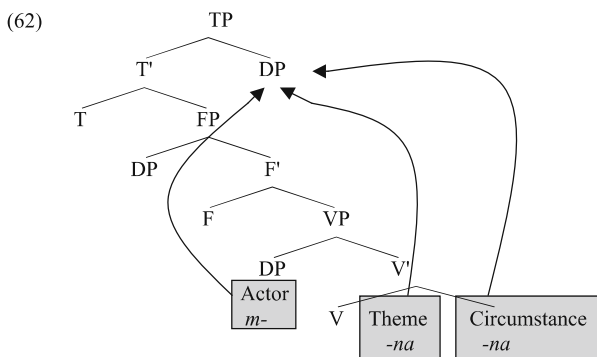 (62)
TP
T' DP
T FP
DP F'
F VP
DP V'
Actor
m-
V Theme Circumstance
-na -na